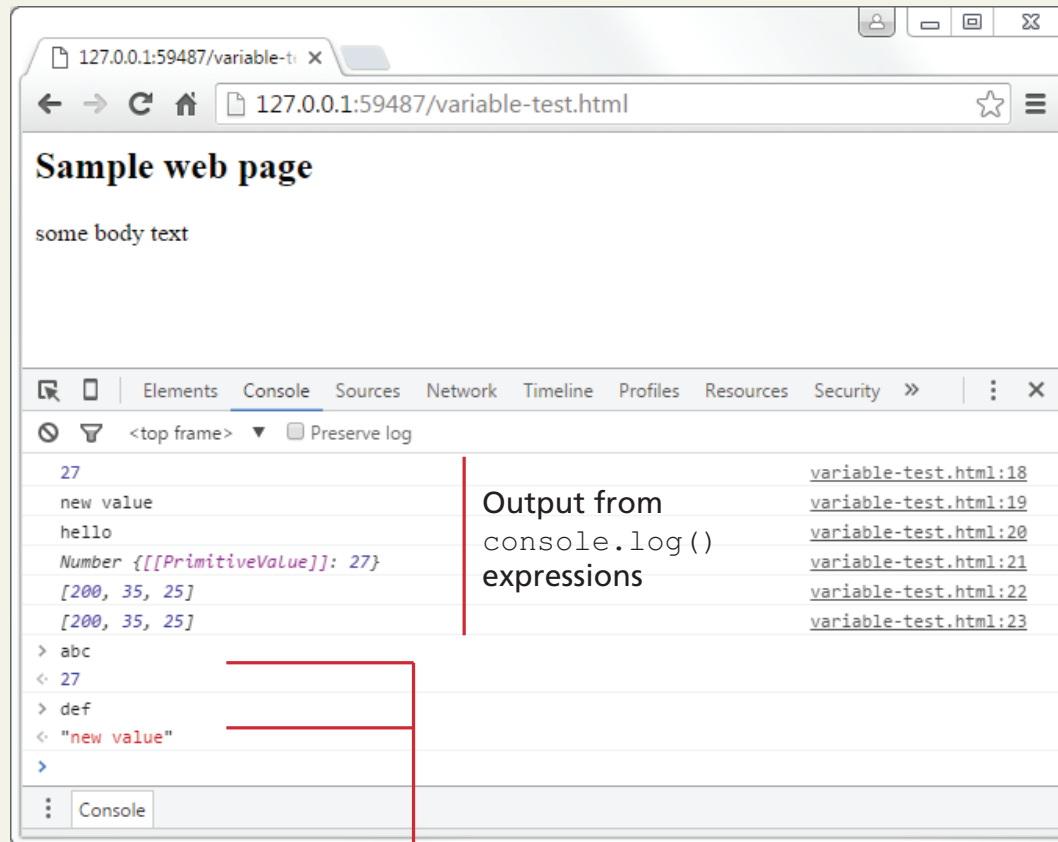 127.0.0.1:59487/variable-t
127.0.0.1:59487/variable-test.html
Sample web page
some body text
Elements Console Sources Network Timeline Profiles Resources Security »
<top frame> ▼ Preserve log
27 variable-test.html:18
new value variable-test.html:19
hello variable-test.html:20
Number {[[PrimitiveValue]]: 27} variable-test.html:21
[200, 35, 25] variable-test.html:22
[200, 35, 25] variable-test.html:23
Output from
console.log()
expressions
> abc
27
> def
"new value"
>
Console